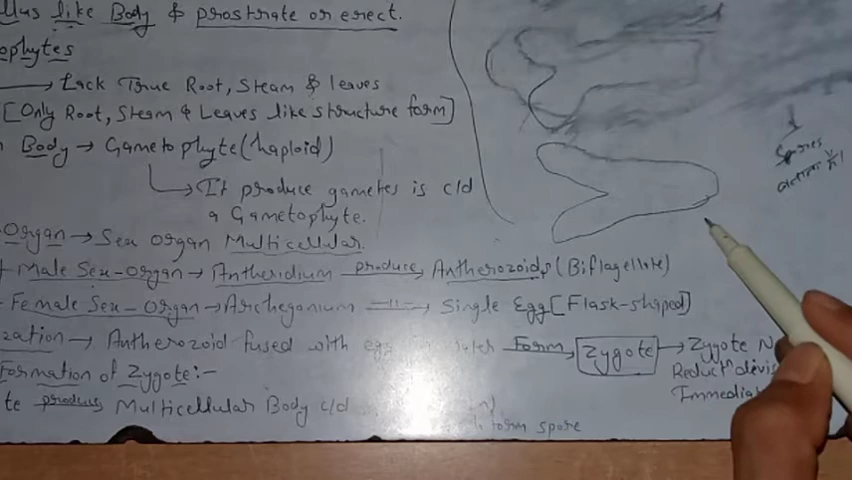 llus like Body & prostrate or erect.
ophytes
→ Lack True Root, Steam & leaves
[Only Root, Steam & Leaves like structure form]
Body → Gametophyte (haploid)
→ It produce gametes is c/d
a Gametophyte.
Organ → Sex organ Multicellular.
Male Sex-organ → Antheridium produce Antherozoids (Biflagellate)
Female Sex-Organ → Archegonium —"→ Single Egg [Flask-shaped]
zation → Antherozoid fused with egg Form, Zygote → Zygote N
Reductⁿ divis
Immedia
Formation of Zygote:-
te produces Multicellular Body c/d
form spore
Spores